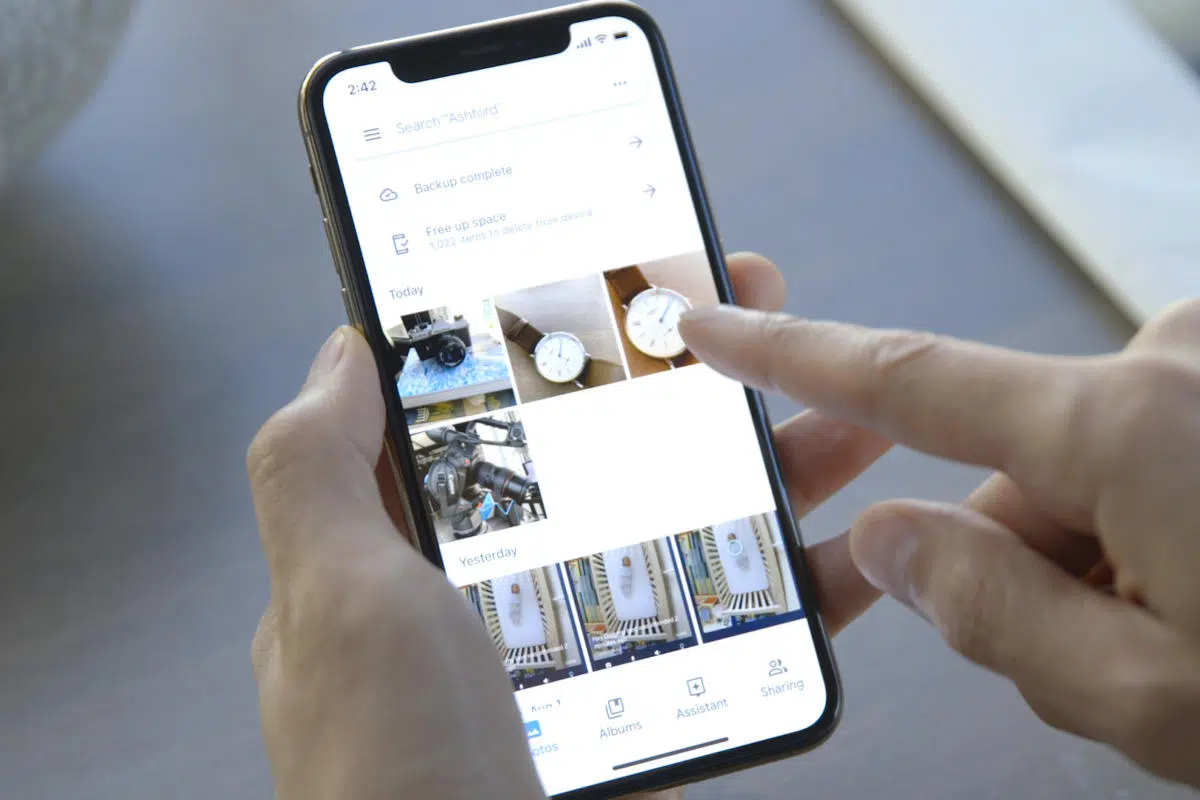 2:42
Search "Ashford"
Backup complete
Free up space
1,022 items to delete from device
Today
Yesterday
Aug 1
otos
Albums
Assistant
Sharing